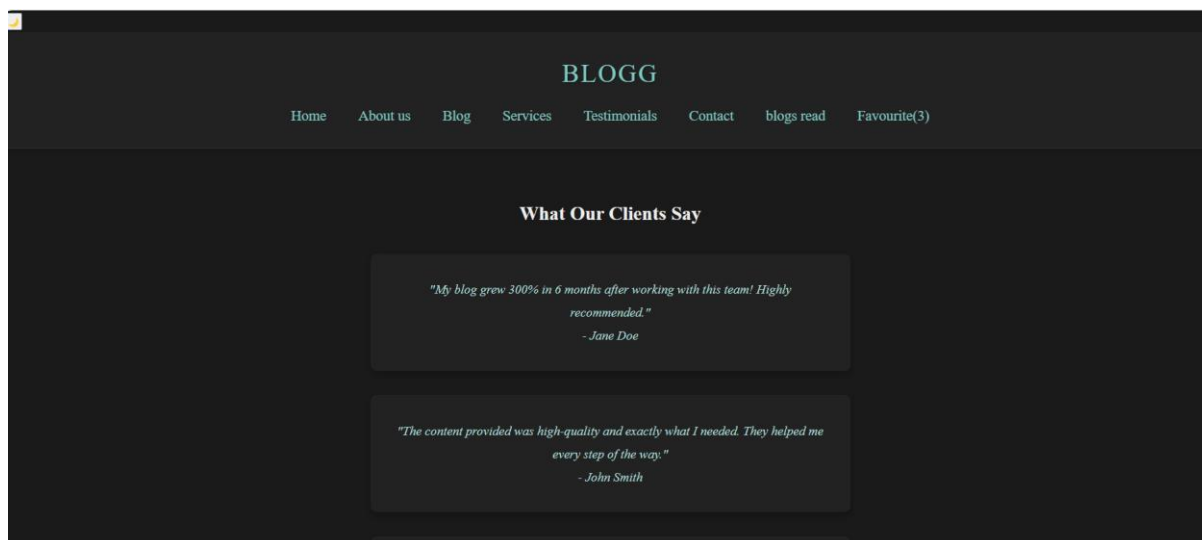 BLOGG
Home About us Blog Services Testimonials Contact blogs read Favourite(3)
What Our Clients Say
"My blog grew 300% in 6 months after working with this team! Highly
recommended."
- Jane Doe
"The content provided was high-quality and exactly what I needed. They helped me
every step of the way."
- John Smith